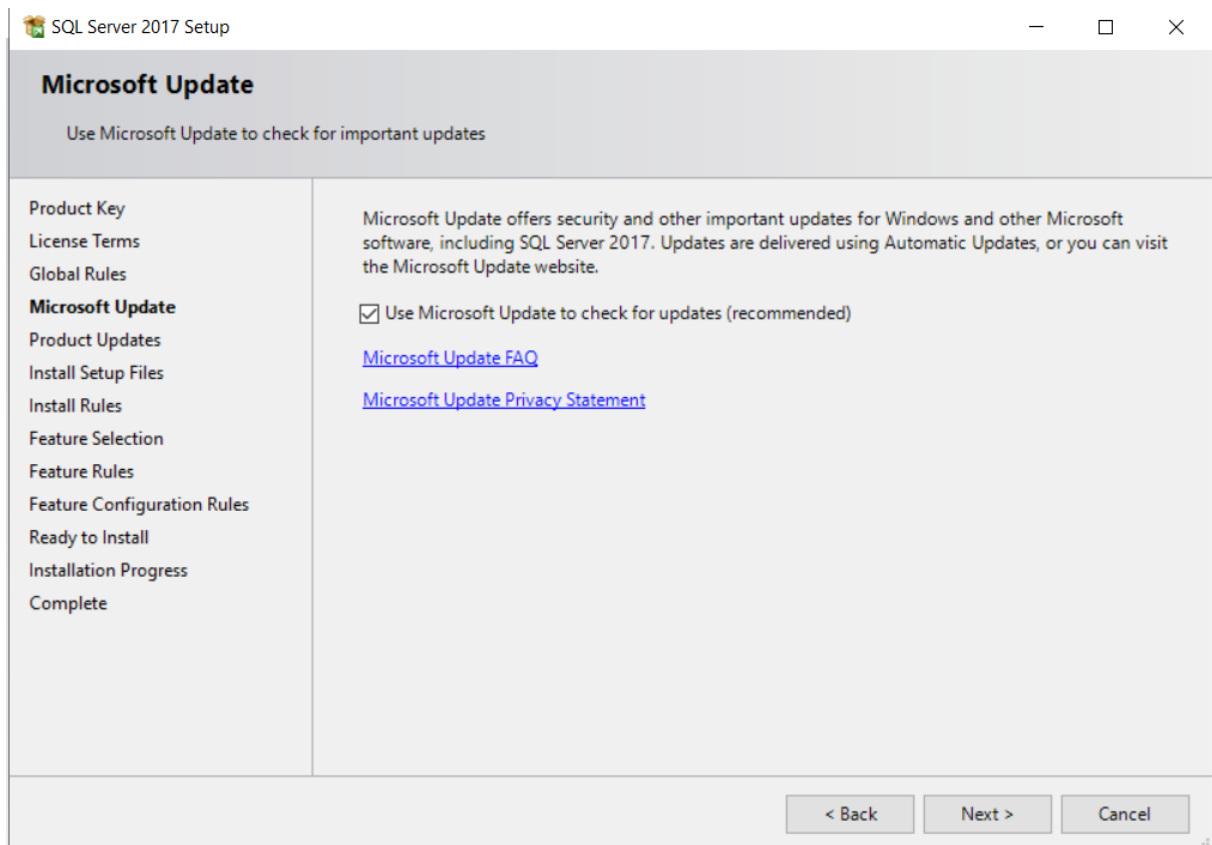 SQL Server 2017 Setup
Microsoft Update
Use Microsoft Update to check for important updates
Product Key
License Terms
Global Rules
Microsoft Update
Product Updates
Install Setup Files
Install Rules
Feature Selection
Feature Rules
Feature Configuration Rules
Ready to Install
Installation Progress
Complete
Microsoft Update offers security and other important updates for Windows and other Microsoft
software, including SQL Server 2017. Updates are delivered using Automatic Updates, or you can visit
the Microsoft Update website.
Use Microsoft Update to check for updates (recommended)
Microsoft Update FAQ
Microsoft Update Privacy Statement
< Back
Next >
Cancel